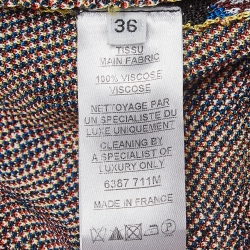 36
TISSU
MAIN FABRIC
100% VISCOSE
VISCOSE
NETTOYAGE PAR
UN SPECIALISTE DU
LUXE UNIQUEMENT
CLEANING BY
A SPECIALIST OF
LUXURY ONLY
6387 711M
MADE IN FRANCE